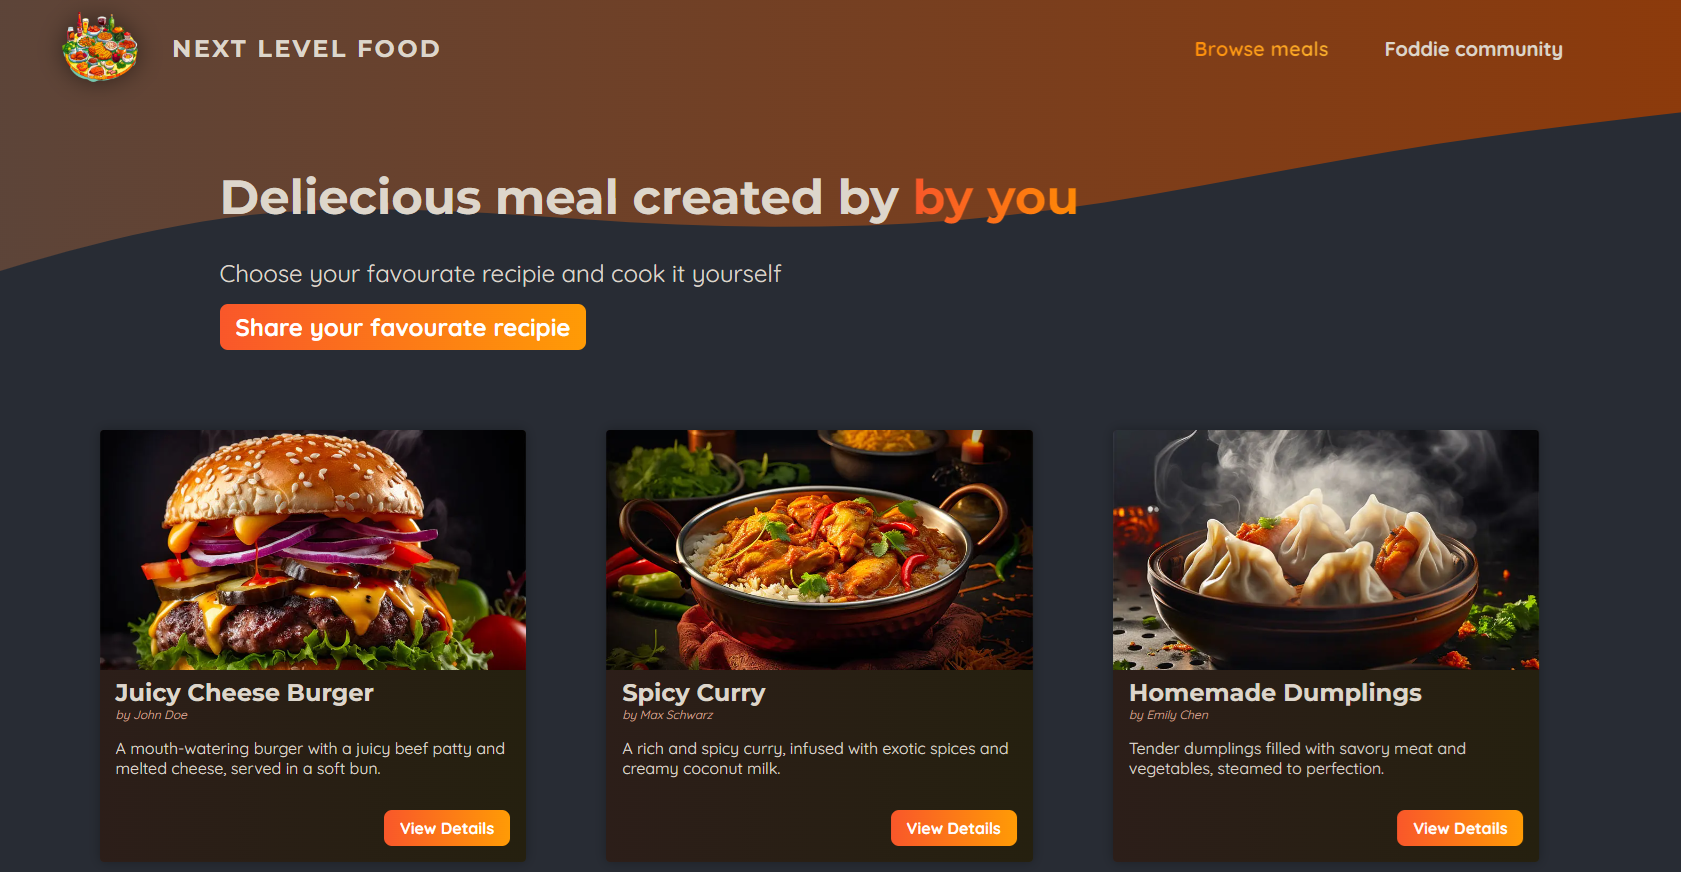 NEXT LEVEL FOOD
Browse meals
Foddie community
Deliecious meal created by by you
Choose your favourate recipie and cook it yourself
Share your favourate recipie
Juicy Cheese Burger
by John Doe
A mouth-watering burger with a juicy beef patty and
melted cheese, served in a soft bun.
View Details
Spicy Curry
by Max Schwarz
A rich and spicy curry, infused with exotic spices and
creamy coconut milk.
View Details
Homemade Dumplings
by Emily Chen
Tender dumplings filled with savory meat and
vegetables, steamed to perfection.
View Details